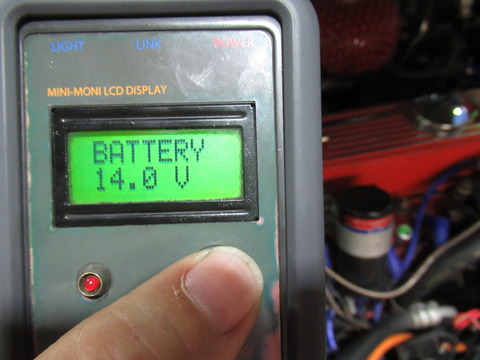 LIGHT LINK POWER
MINI-MONI LCD DISPLAY
BATTERY
14.0 V